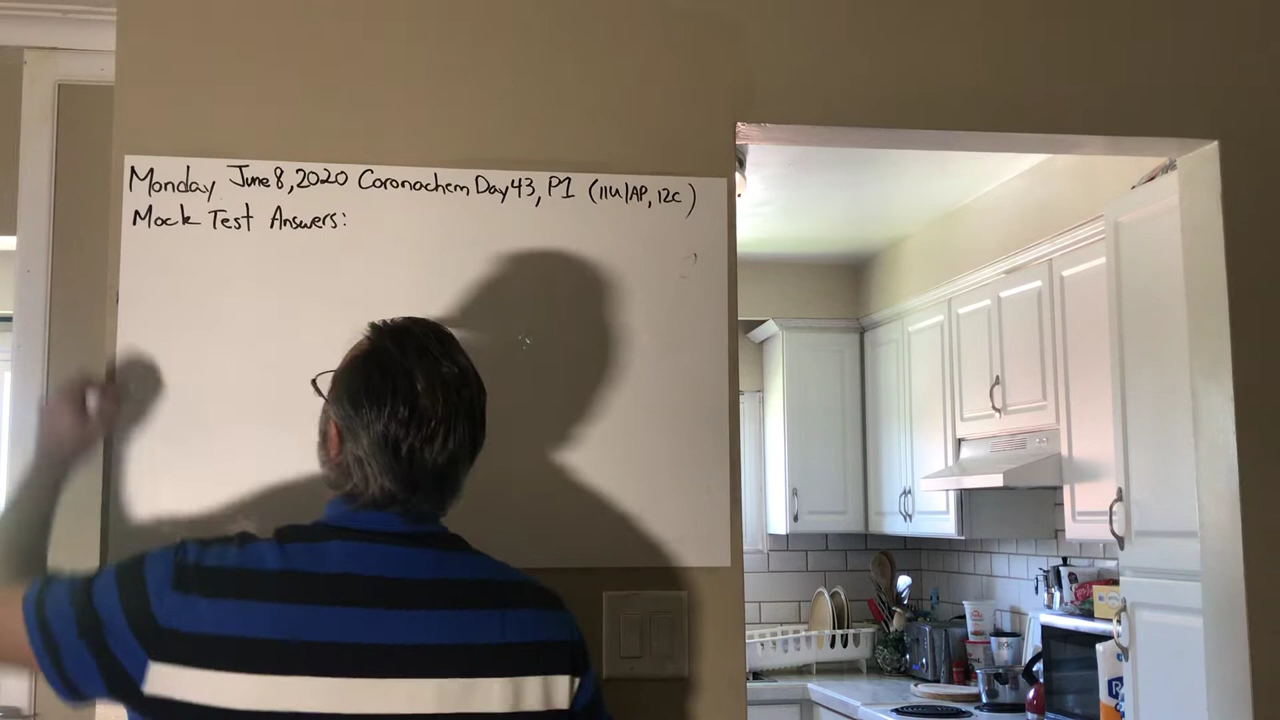 Monday June 8, 2020 Coronachem Day 43, P1 (11U/AP, 12C)
Mock Test Answers: